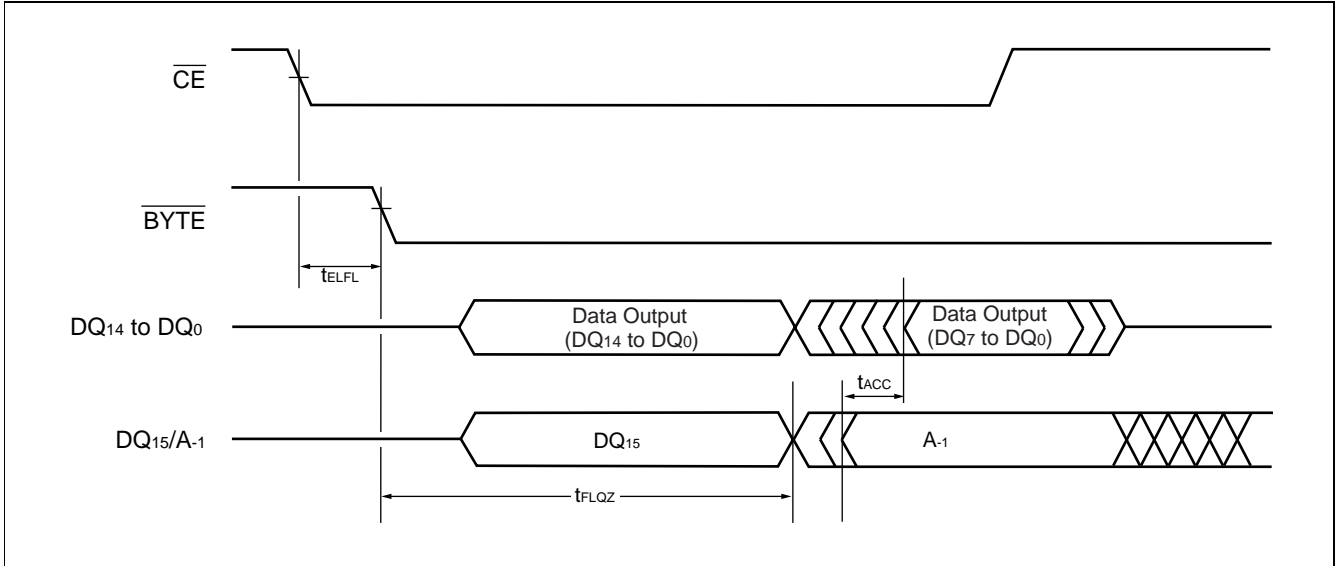 CE
BYTE
tELFL
DQ14 to DQ0
Data Output
(DQ14 to DQ0)
Data Output
(DQ7 to DQ0)
tACC
DQ15/A-1
DQ15
A-1
tFLQZ